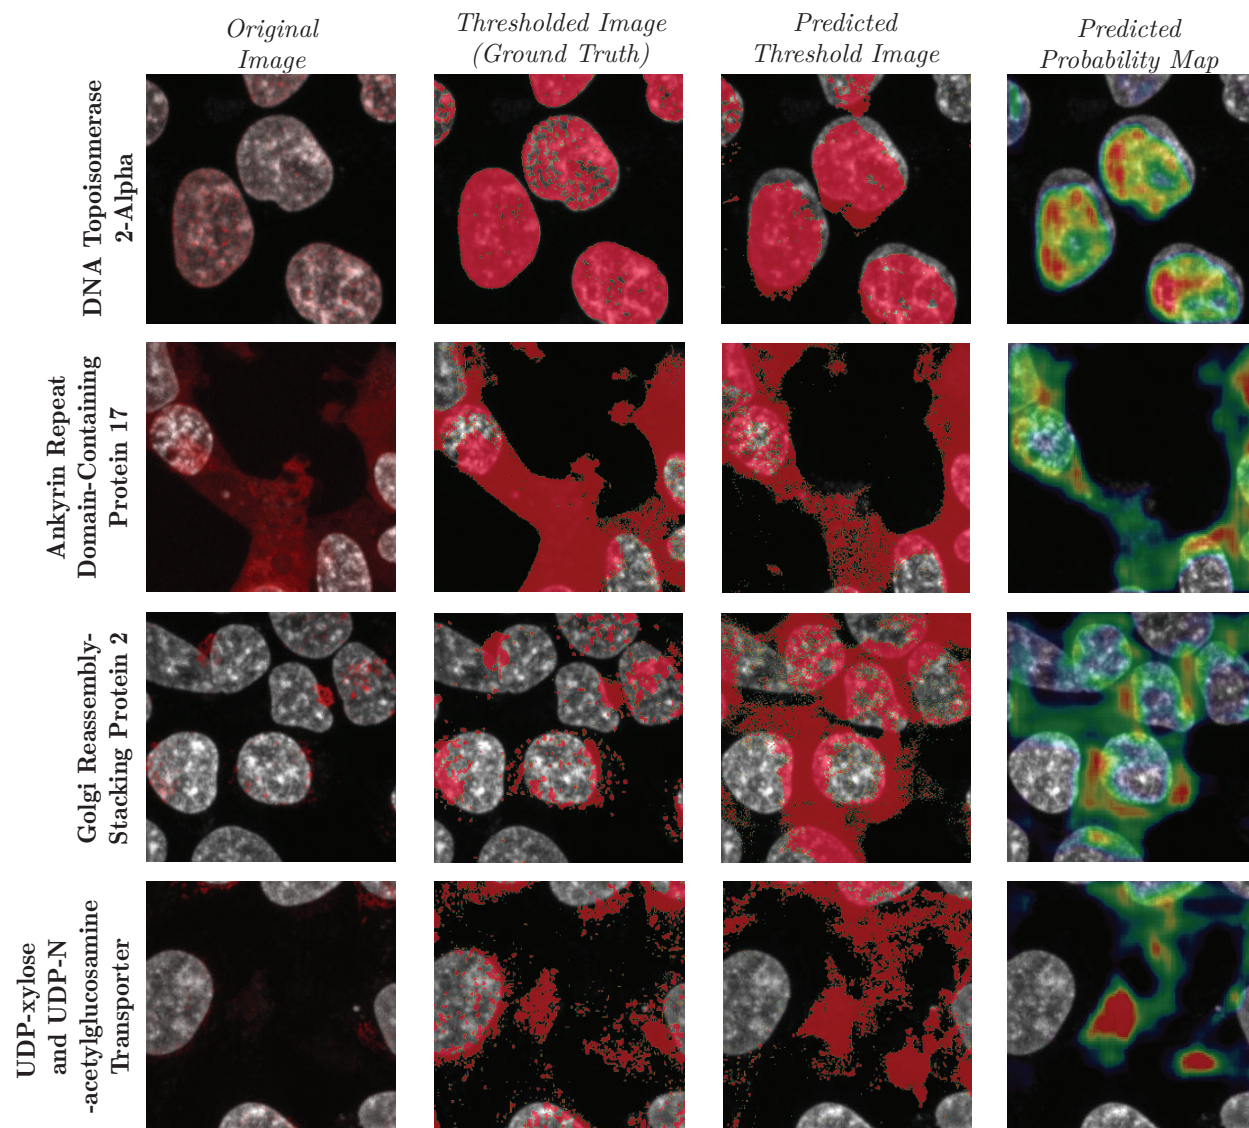 Original
Image
Thresholded Image
(Ground Truth)
Predicted
Threshold Image
Predicted
Probability Map
DNA Topoisomerase
2-Alpha
Ankyrin Repeat
Domain-Containing
Protein 17
Golgi Reassembly-
Stacking Protein 2
UDP-xylose
and UDP-N
-acetylglucosamine
Transporter